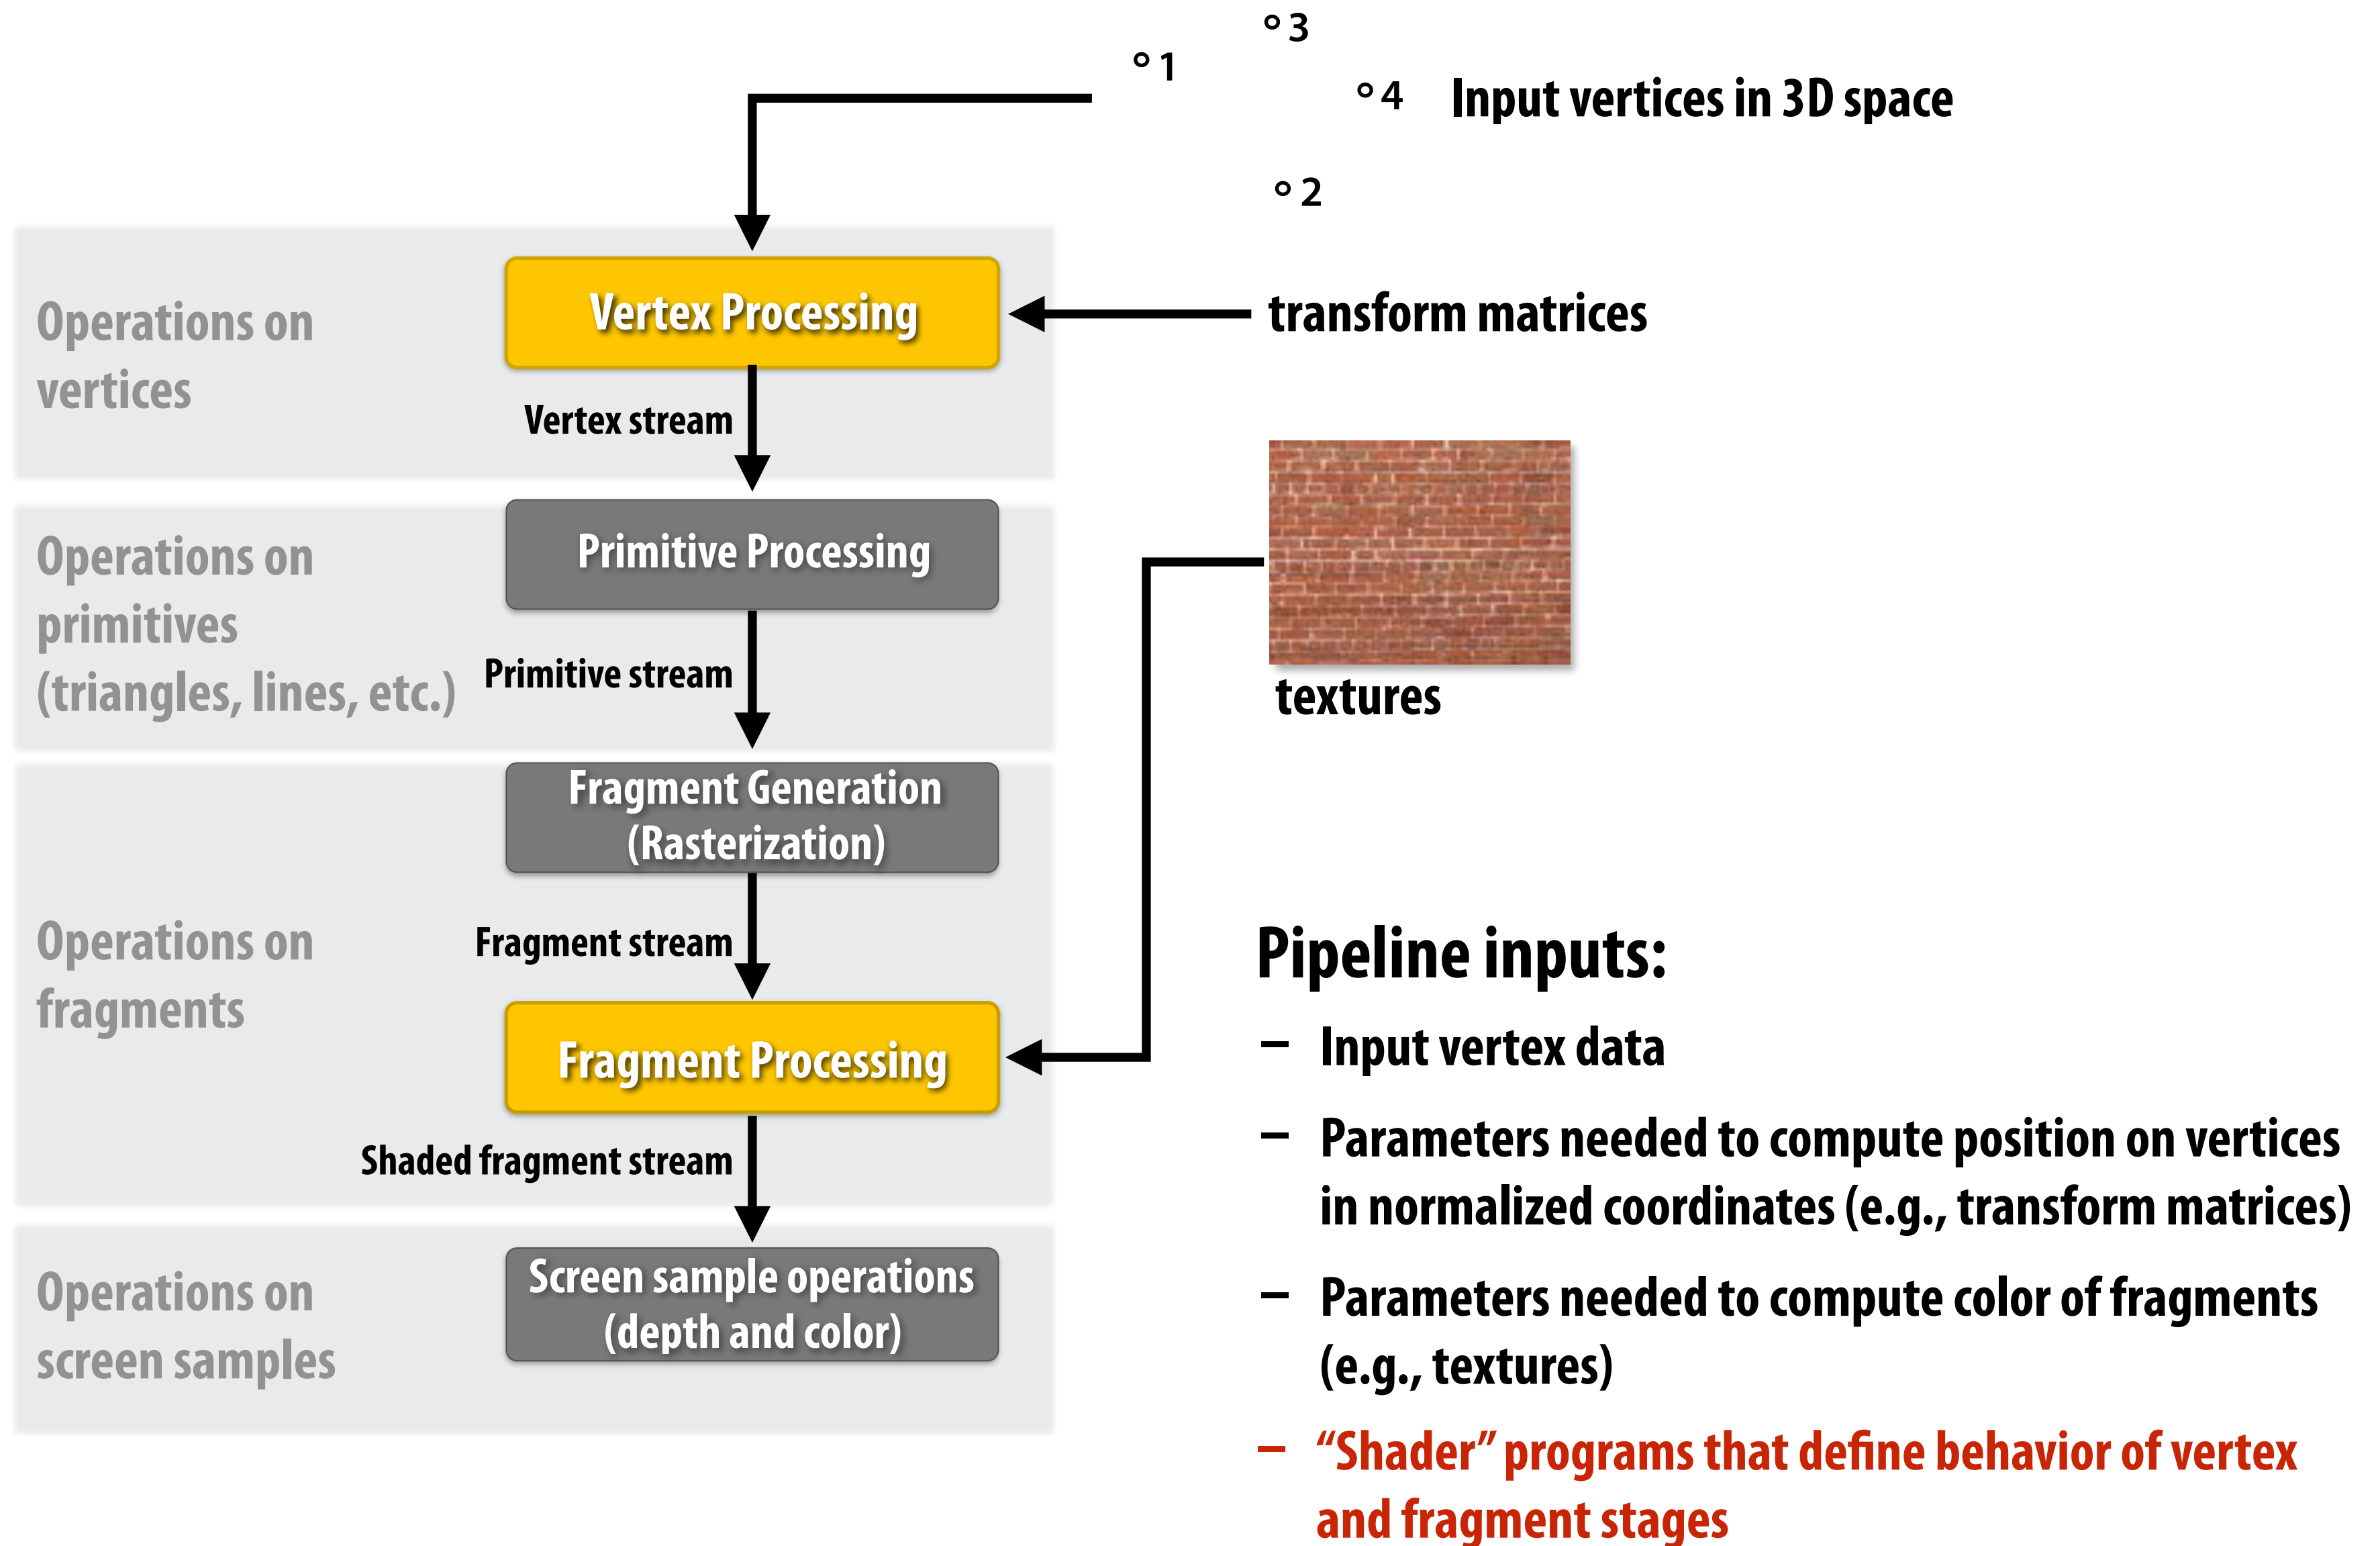 3
1
4
Input vertices in 3D space
2
Operations on
vertices
Vertex Processing
transform matrices
Vertex stream
Operations on
primitives
(triangles, lines, etc.)
Primitive Processing
Primitive stream
textures
Operations on
fragments
Fragment Generation
(Rasterization)
Fragment stream
Fragment Processing
Shaded fragment stream
Operations on
screen samples
Screen sample operations
(depth and color)
Pipeline inputs:
– Input vertex data
– Parameters needed to compute position on vertices
in normalized coordinates (e.g., transform matrices)
– Parameters needed to compute color of fragments
(e.g., textures)
– “Shader” programs that define behavior of vertex
and fragment stages